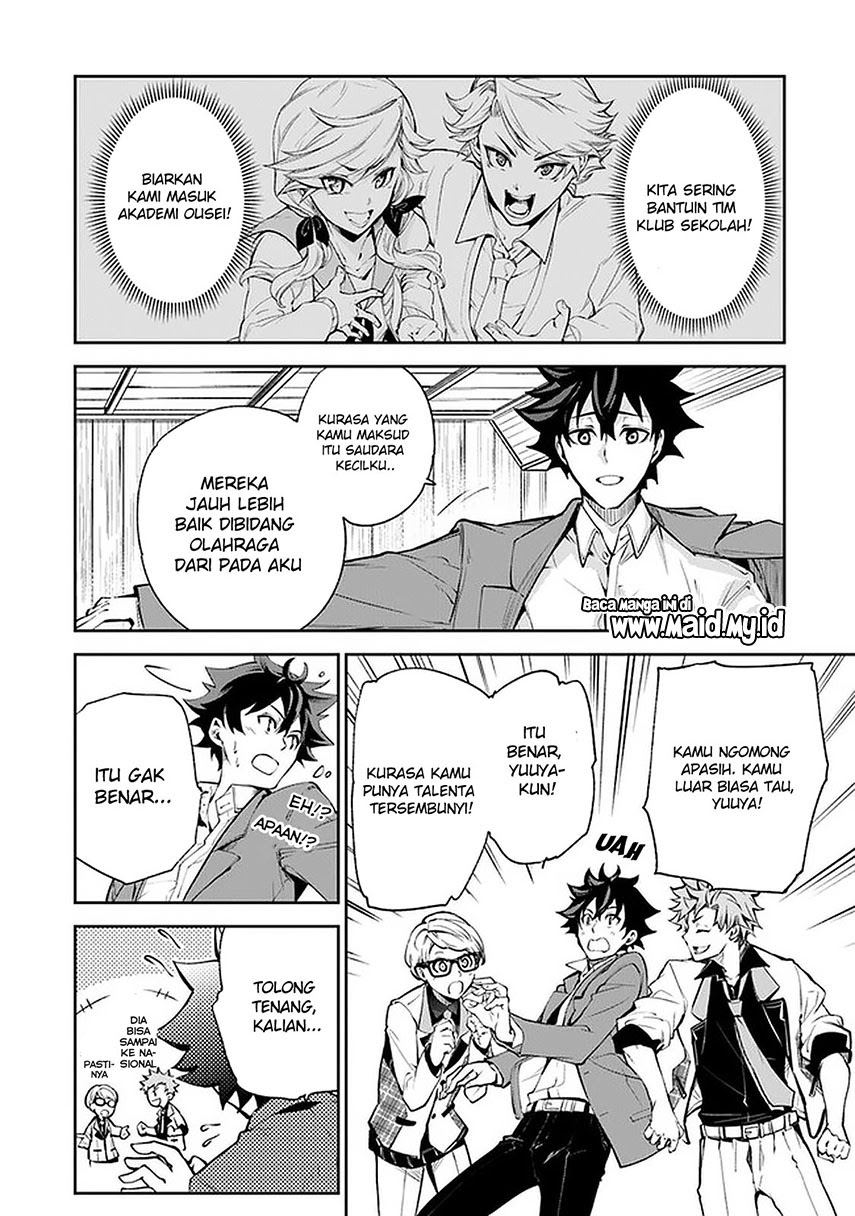 KITA SERING
BANTUIN TIM
KLUB SEKOLAH!
BIARKAN
KAMI MASUK
AKADEMI
OUSEI!
KURASA YANG
KAMU MAKSUD
ITU SAUDARA
KECILKU..
MEREKA
JAUH LEBIH
BAIK DIBIDANG
OLAHRAGA
DARI PADA AKU
Baca manga ini di
www.Maid.My.id
KAMU NGOMONG
APASIH. KAMU
LUAR BIASA TAU,
YUUYA!
ITU
BENAR,
YUUYA-
KUN!
KURASA KAMU
PUNYA TALENTA
TERSEMBUNYI!
UAH
ITU GAK
BENAR...
EH!?
APAAN!?
TOLONG
TENANG,
KALIAN...
DIA
BISA
SAMPAI
KE NA-
SIONAL
PASTI-
NYA